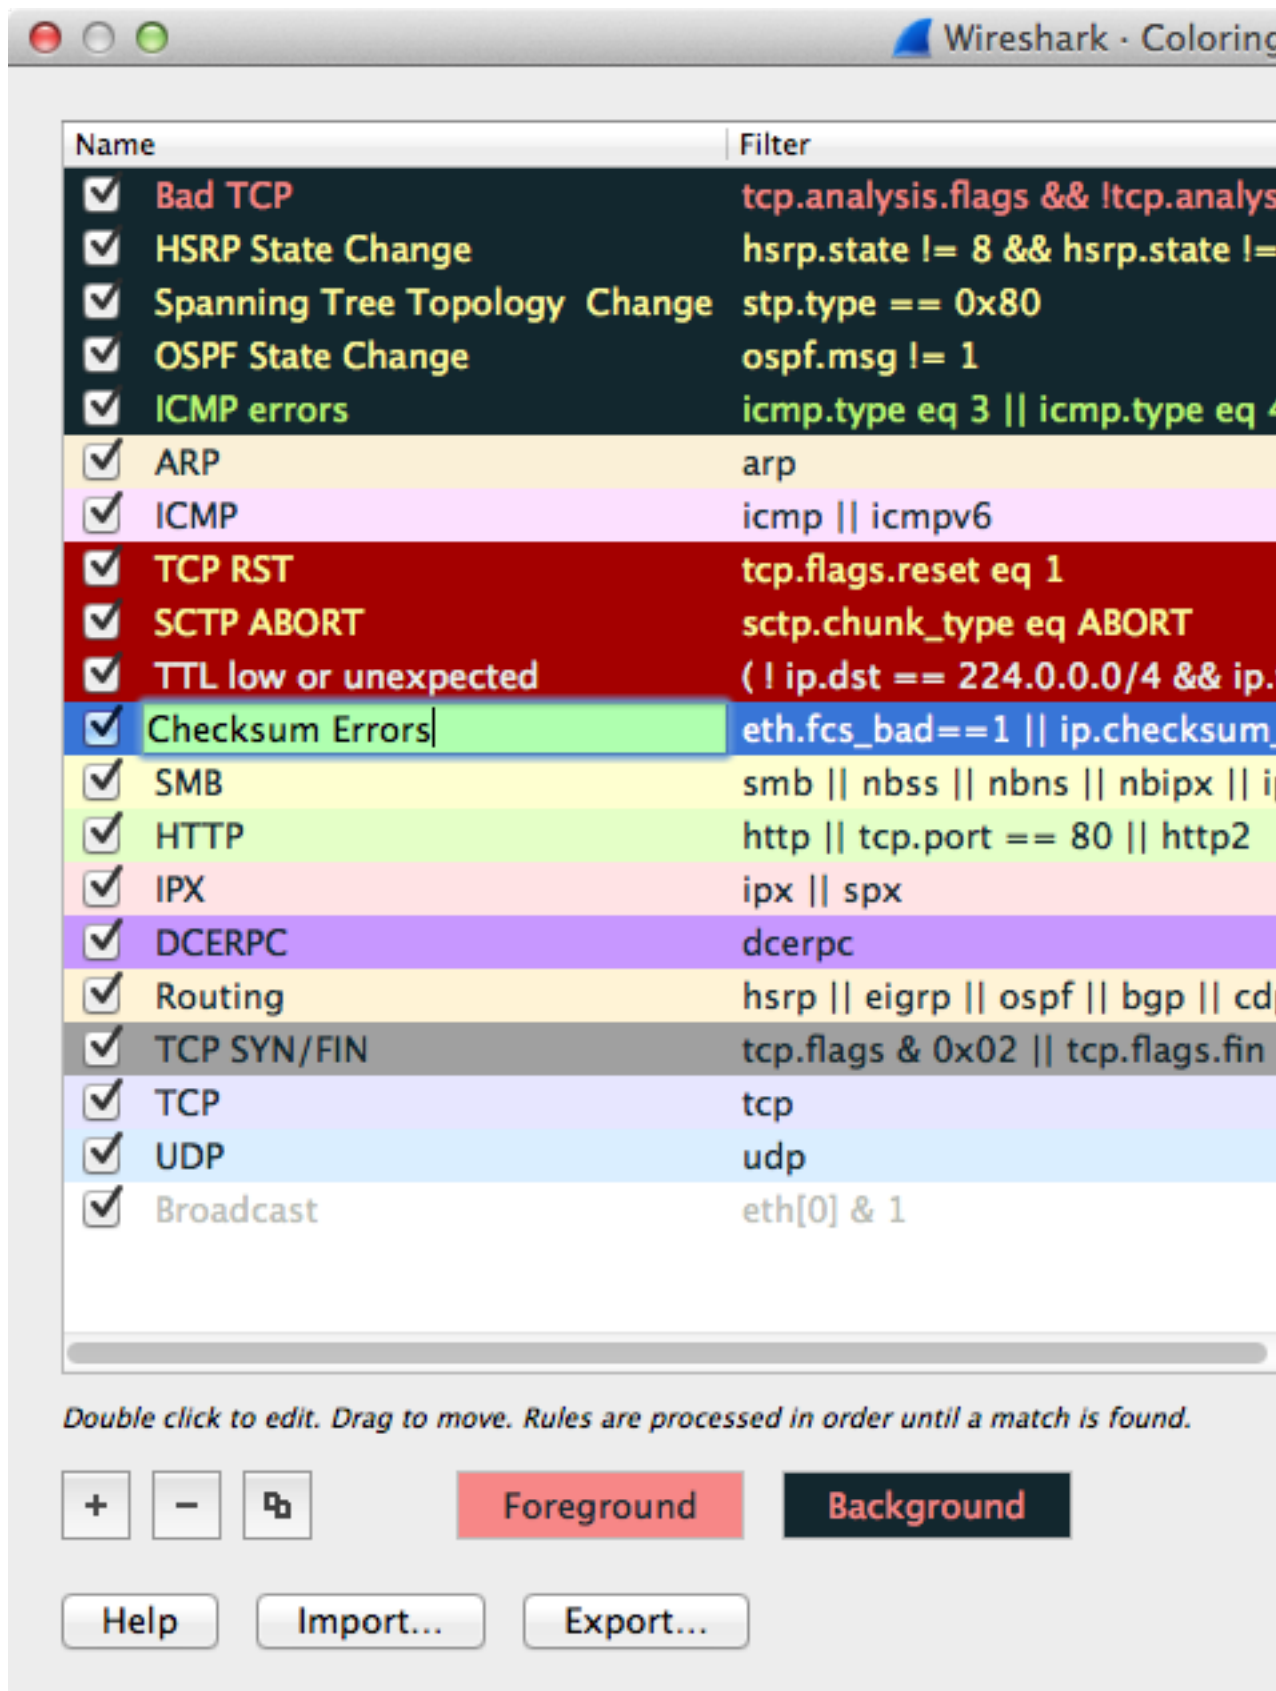 Wireshark · Coloring
Name Filter
Bad TCP tcp.analysis.flags && !tcp.analys
HSRP State Change hsrp.state != 8 && hsrp.state !=
Spanning Tree Topology  Change stp.type == 0x80
OSPF State Change ospf.msg != 1
ICMP errors icmp.type eq 3 || icmp.type eq 4
ARP arp
ICMP icmp || icmpv6
TCP RST tcp.flags.reset eq 1
SCTP ABORT sctp.chunk_type eq ABORT
TTL low or unexpected ( ! ip.dst == 224.0.0.0/4 && ip.
Checksum Errors eth.fcs_bad==1 || ip.checksum_
SMB smb || nbss || nbns || nbipx || ip
HTTP http || tcp.port == 80 || http2
IPX ipx || spx
DCERPC dcerpc
Routing hsrp || eigrp || ospf || bgp || cdp
TCP SYN/FIN tcp.flags & 0x02 || tcp.flags.fin
TCP tcp
UDP udp
Broadcast eth[0] & 1
Double click to edit. Drag to move. Rules are processed in order until a match is found.
+ − Foreground Background
Help Import... Export...